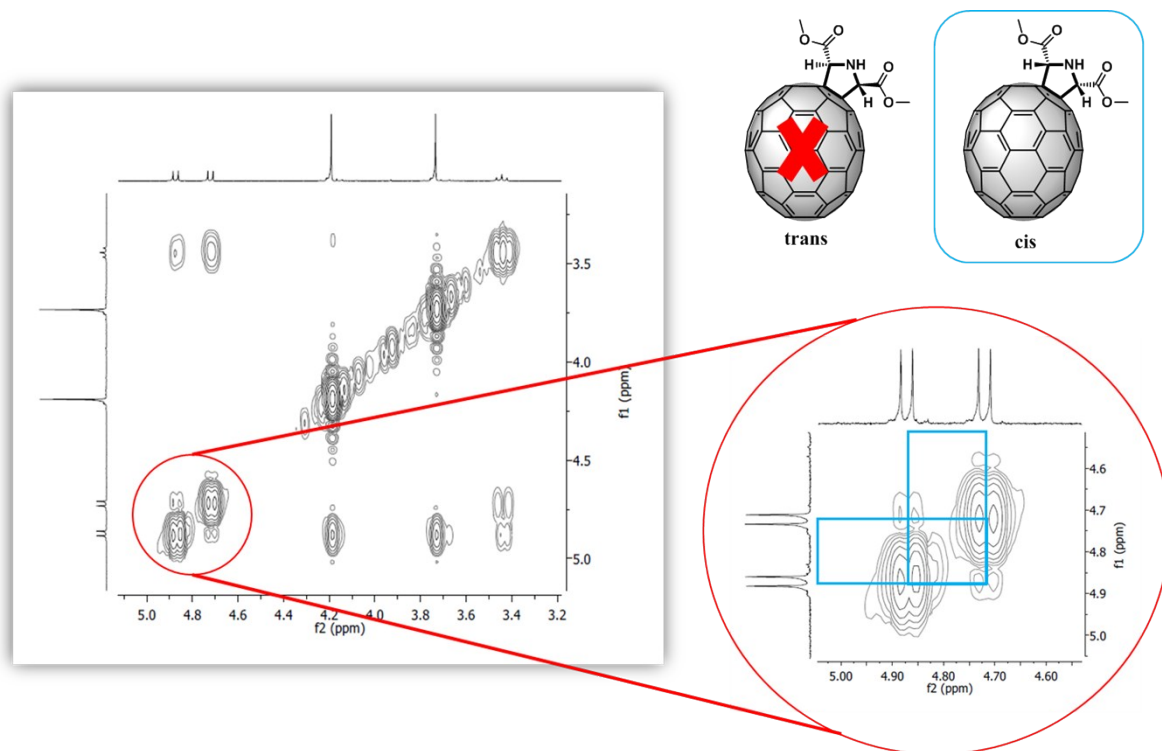 O
O
H
NH
O
H
O
trans
O
O
H
NH
O
H
O
cis
3.5
4.0
4.5
5.0
f1 (ppm)
5.0 4.8 4.6 4.4 4.2 4.0 3.8 3.6 3.4 3.2
f2 (ppm)
4.6
4.7
4.8
4.9
5.0
f1 (ppm)
5.00 4.90 4.80 4.70 4.60
f2 (ppm)